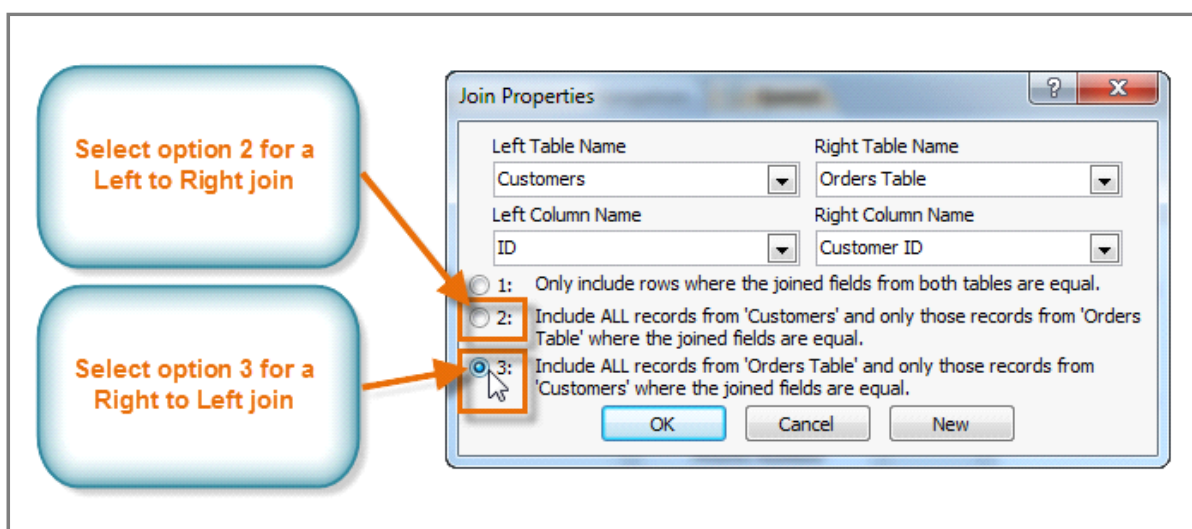 Select option 2 for a
Left to Right join
Select option 3 for a
Right to Left join
Join Properties
Left Table Name
Right Table Name
Customers
Orders Table
Left Column Name
Right Column Name
ID
Customer ID
1: Only include rows where the joined fields from both tables are equal.
2: Include ALL records from 'Customers' and only those records from 'Orders
Table' where the joined fields are equal.
3: Include ALL records from 'Orders Table' and only those records from
'Customers' where the joined fields are equal.
OK
Cancel
New